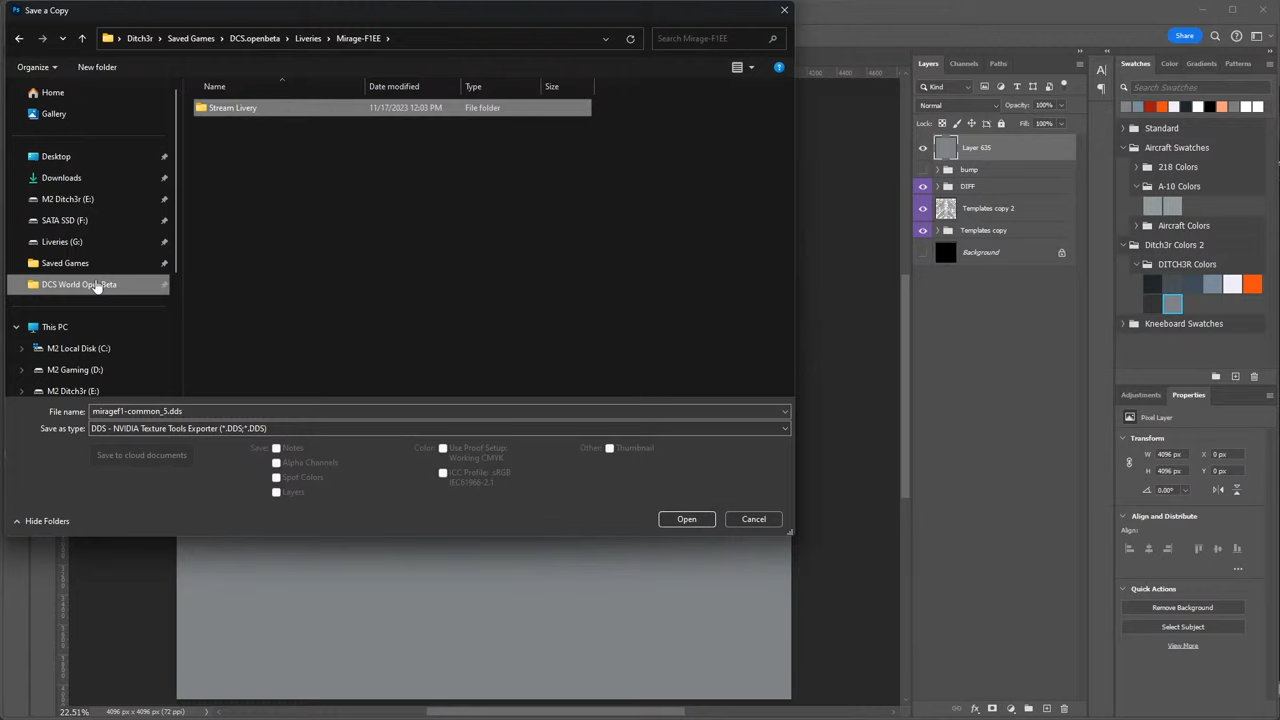 Save a Copy
Ditch3r > Saved Games > DCS.openbeta > Liveries > Mirage-F1EE >
Search Mirage-F1EE
Organize
New folder
Home
Gallery
Desktop
Downloads
M2 Ditch3r (E:)
SATA SSD (F:)
Liveries (G:)
Saved Games
DCS World OpenBeta
This PC
M2 Local Disk (C:)
M2 Gaming (D:)
M2 Ditch3r (E:)
Name
Date modified
Type
Size
Stream Livery
11/17/2023 12:03 PM
File folder
File name:
miragef1-common_5.dds
Save as type:
DDS - NVIDIA Texture Tools Exporter (*.DDS;*.DDS)
Save to cloud documents
Save:
Notes
Alpha Channels
Spot Colors
Layers
Color:
Use Proof Setup:
Working CMYK
ICC Profile: sRGB
IEC61966-2.1
Other:
Thumbnail
Hide Folders
Open
Cancel
22.51%
4096 px x 4096 px (72 ppi)
4200
4400
4600
Share
Layers
Channels
Paths
Kind
Normal
Opacity:
100%
Lock:
Fill:
100%
Layer 635
bump
DIFF
Templates copy 2
Templates copy
Background
Swatches
Color
Gradients
Patterns
Search Swatches
Standard
Aircraft Swatches
218 Colors
A-10 Colors
Aircraft Colors
Ditch3r Colors 2
DITCH3R Colors
Kneeboard Swatches
Adjustments
Properties
Pixel Layer
Transform
W
4096 px
X
0 px
H
4096 px
Y
0 px
0.00°
Align and Distribute
Align:
Quick Actions
Remove Background
Select Subject
View More